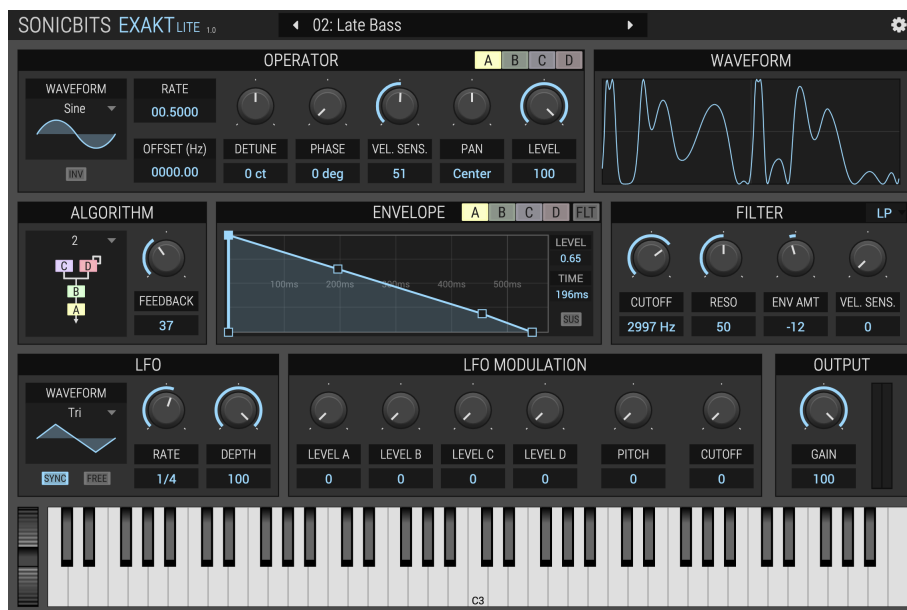 SONICBITS EXAKT LITE 1.0
02: Late Bass
OPERATOR
A B C D
WAVEFORM
WAVEFORM
Sine
INV
RATE
00.5000
OFFSET (Hz)
0000.00
DETUNE PHASE VEL. SENS. PAN LEVEL
0 ct 0 deg 51 Center 100
ALGORITHM
2
C D
B
A
FEEDBACK
37
ENVELOPE
A B C D FLT
100ms 200ms 300ms 400ms 500ms
LEVEL
0.65
TIME
196ms
SUS
FILTER
LP
CUTOFF RESO ENV AMT VEL. SENS.
2997 Hz 50 -12 0
LFO
WAVEFORM
Tri
SYNC FREE
RATE DEPTH
1/4 100
LFO MODULATION
LEVEL A LEVEL B LEVEL C LEVEL D PITCH CUTOFF
0 0 0 0 0 0
OUTPUT
GAIN
100
C3